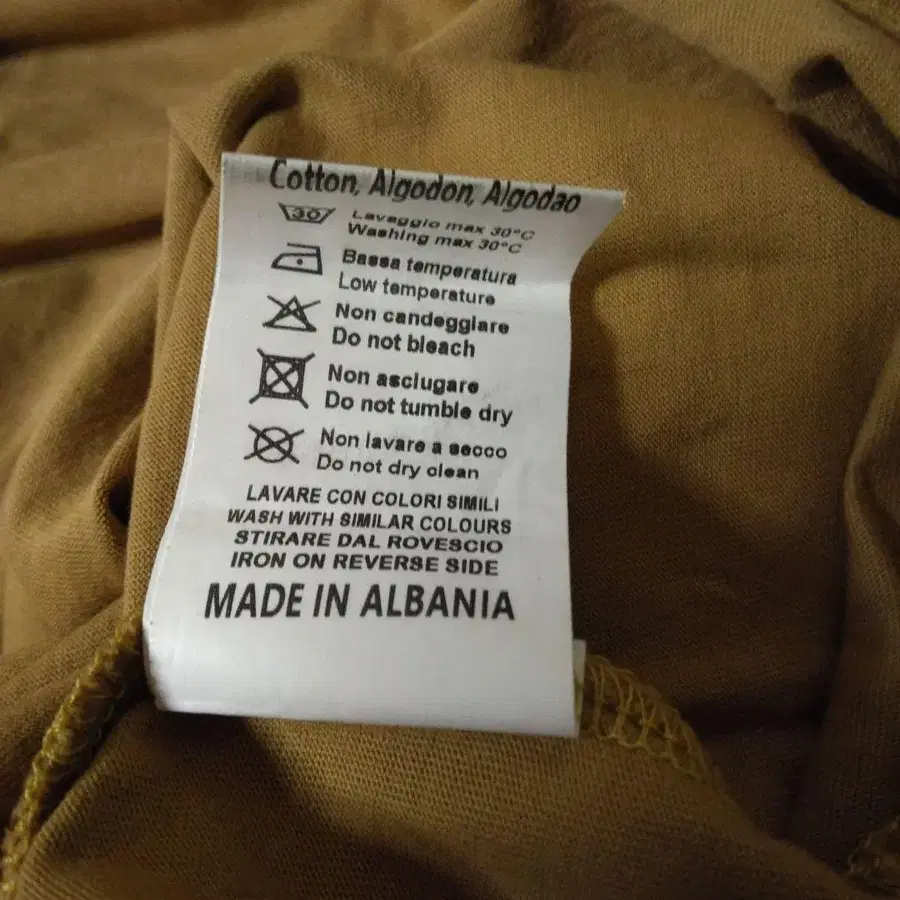 Cotton, Algodon, Algodao
30
Lavaggio max 30°C
Washing max 30°C
Bassa temperatura
Low temperature
Non candeggiare
Do not bleach
Non asciugare
Do not tumble dry
Non lavare a secco
Do not dry clean
LAVARE CON COLORI SIMILI
WASH WITH SIMILAR COLOURS
STIRARE DAL ROVESCIO
IRON ON REVERSE SIDE
MADE IN ALBANIA